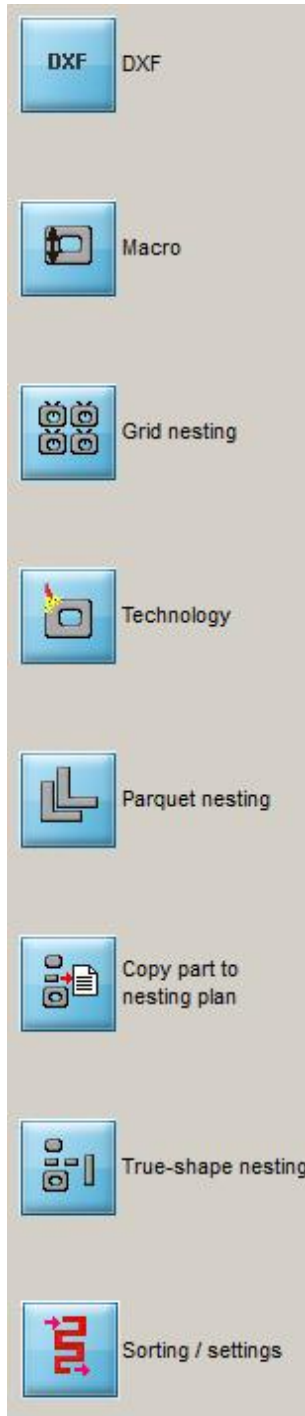 DXF DXF
Macro
Grid nesting
Technology
Parquet nesting
Copy part to
nesting plan
True-shape nesting
Sorting / settings